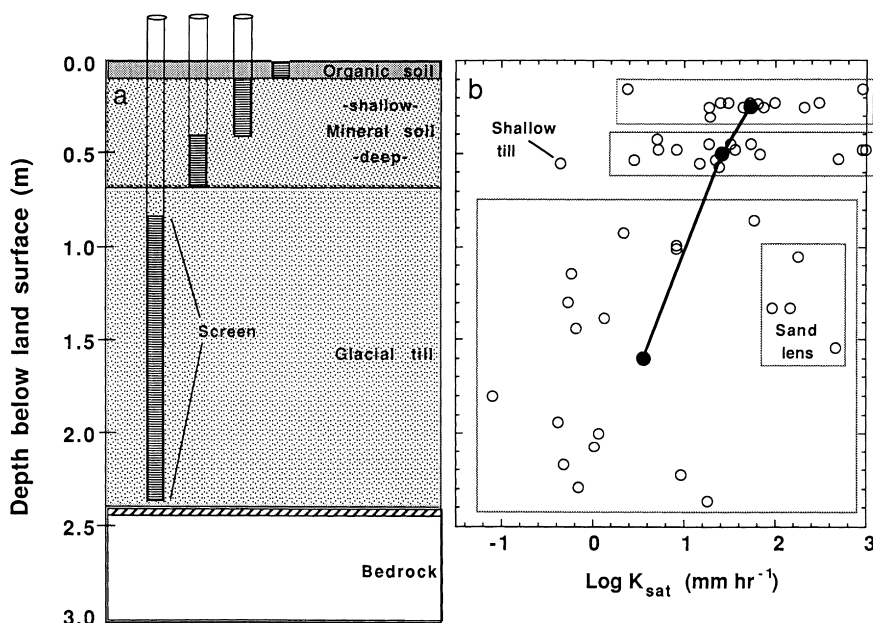 Depth below land surface (m)
0.0
0.5
1.0
1.5
2.0
2.5
3.0
a
Organic soil
-shallow-
Mineral soil
-deep-
Screen
Glacial till
Bedrock
b
Shallow
till
Sand
lens
-1
0
1
2
3
Log Ksat (mm hr⁻¹)